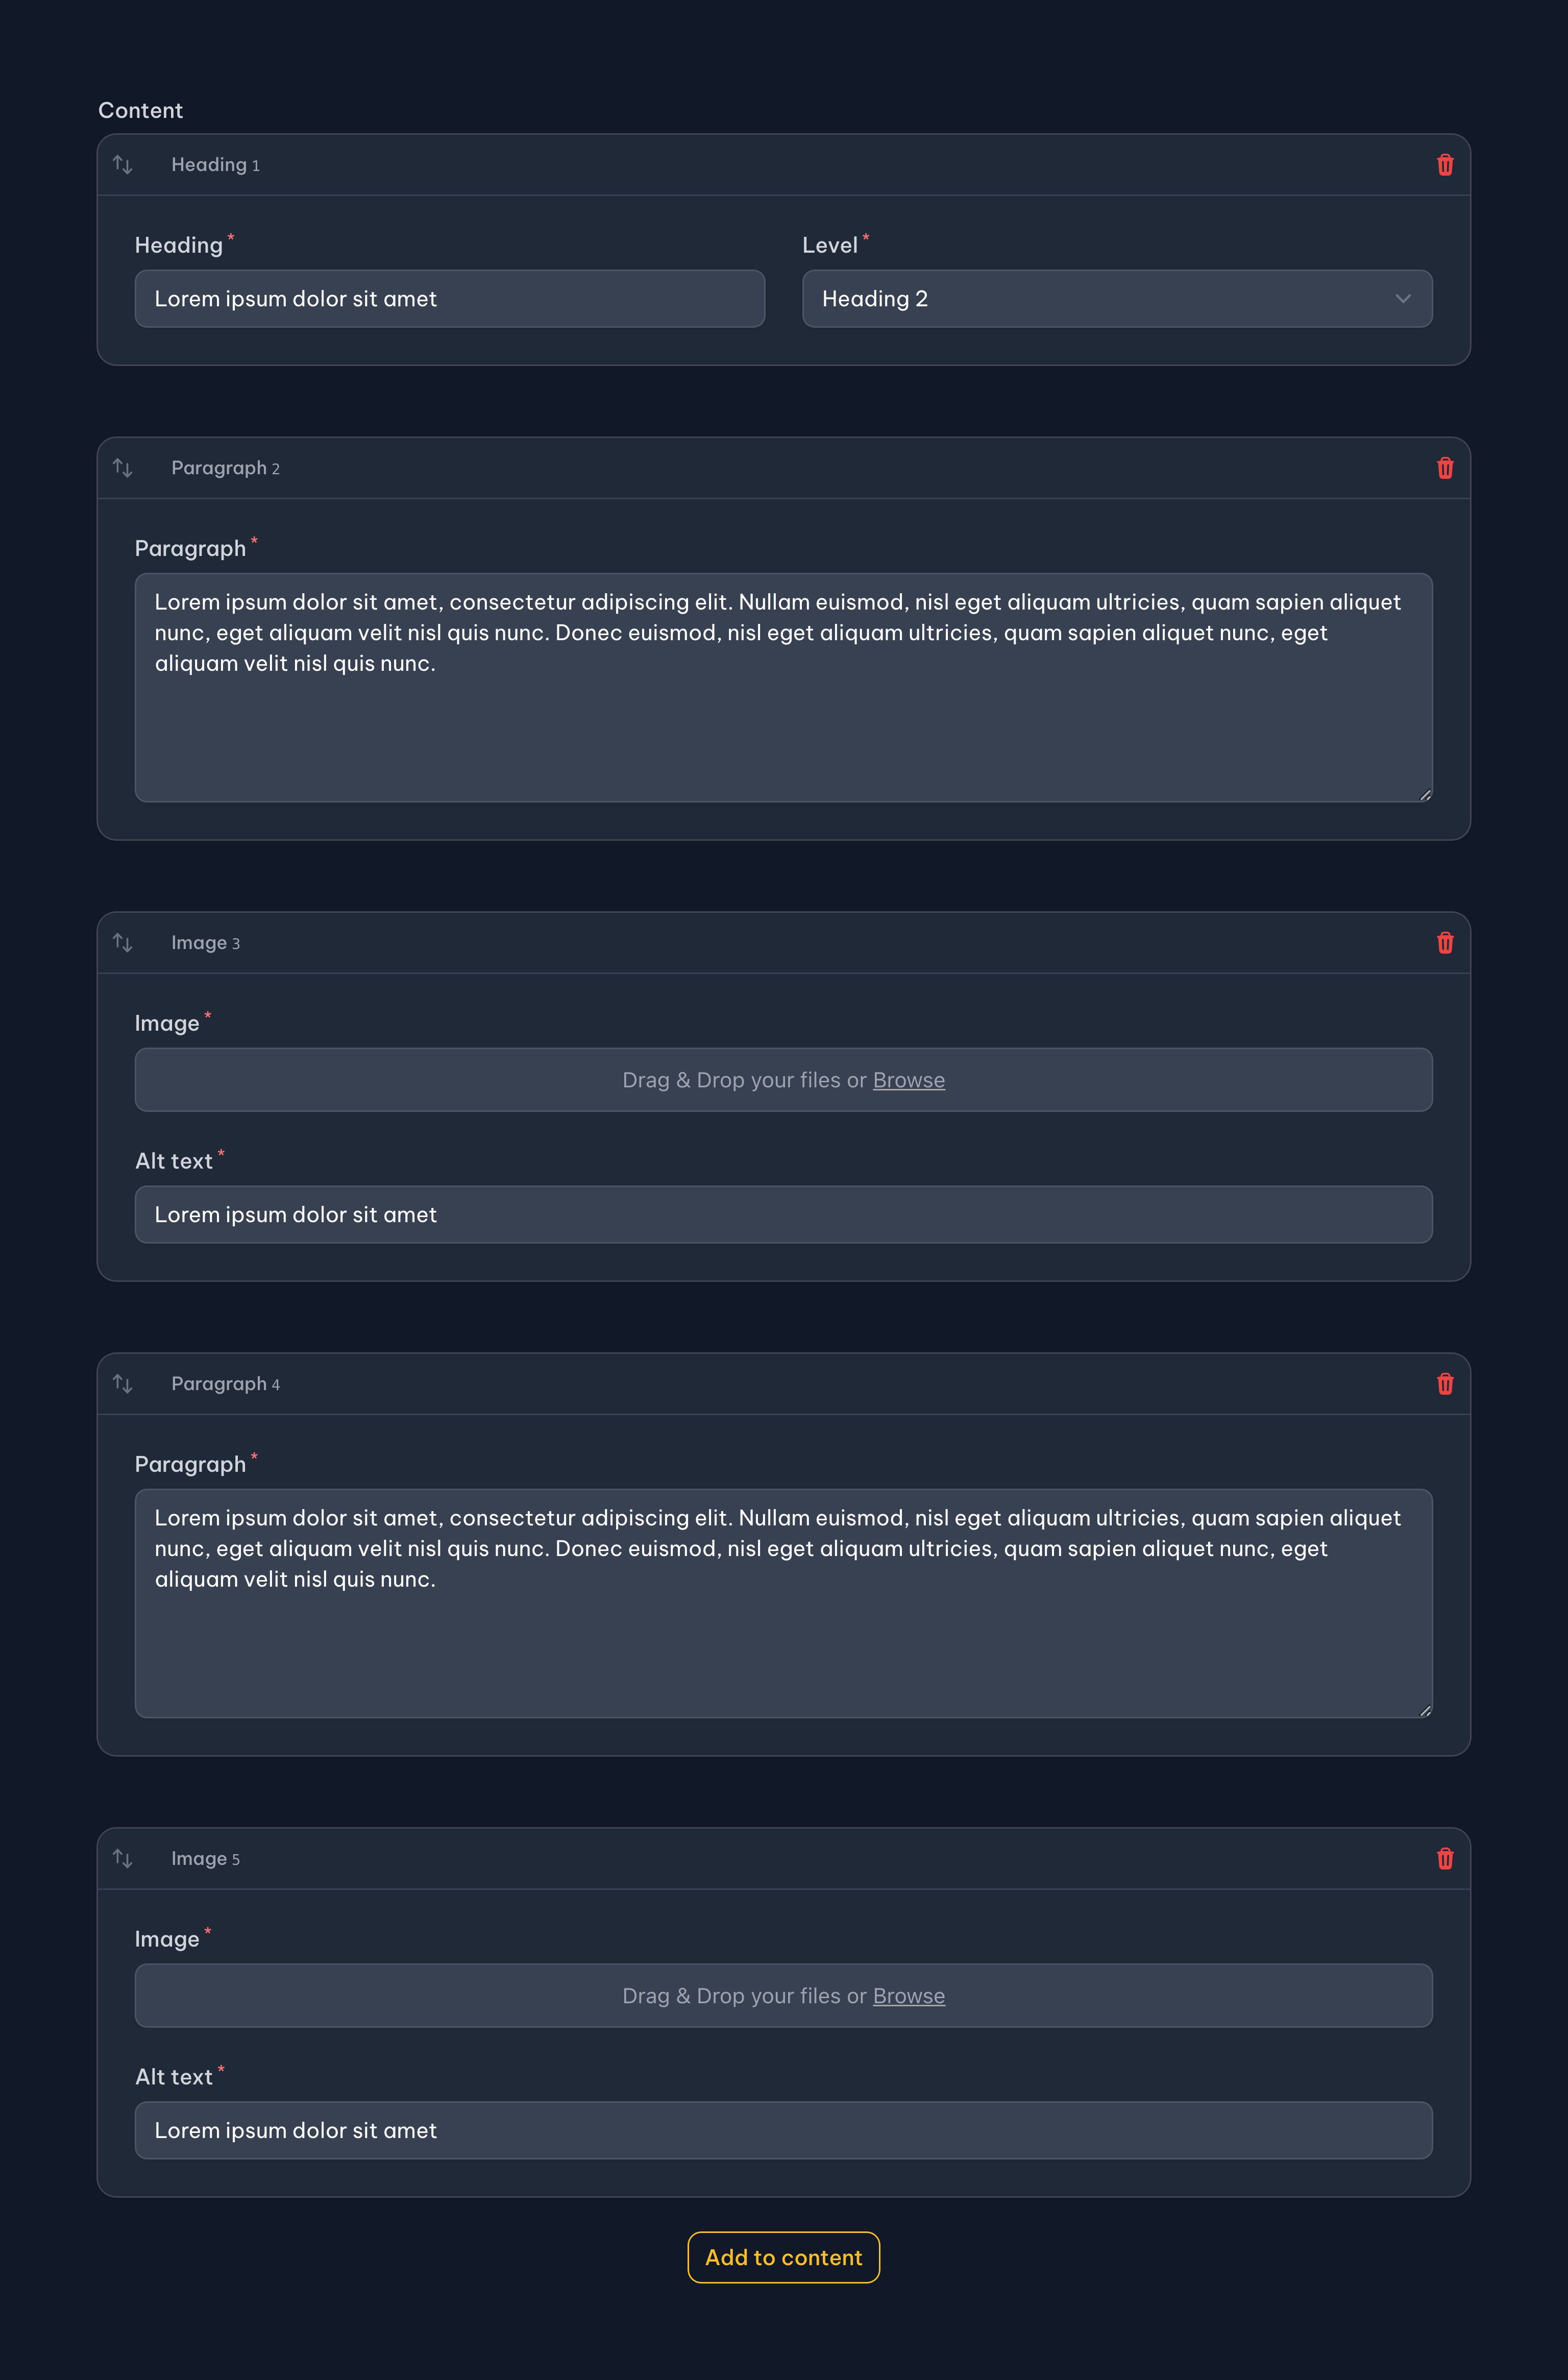 Content
Heading 1
Heading * Level *
Lorem ipsum dolor sit amet Heading 2
Paragraph 2
Paragraph *
Lorem ipsum dolor sit amet, consectetur adipiscing elit. Nullam euismod, nisl eget aliquam ultricies, quam sapien aliquet
nunc, eget aliquam velit nisl quis nunc. Donec euismod, nisl eget aliquam ultricies, quam sapien aliquet nunc, eget
aliquam velit nisl quis nunc.
Image 3
Image *
Drag & Drop your files or Browse
Alt text *
Lorem ipsum dolor sit amet
Paragraph 4
Paragraph *
Lorem ipsum dolor sit amet, consectetur adipiscing elit. Nullam euismod, nisl eget aliquam ultricies, quam sapien aliquet
nunc, eget aliquam velit nisl quis nunc. Donec euismod, nisl eget aliquam ultricies, quam sapien aliquet nunc, eget
aliquam velit nisl quis nunc.
Image 5
Image *
Drag & Drop your files or Browse
Alt text *
Lorem ipsum dolor sit amet
Add to content